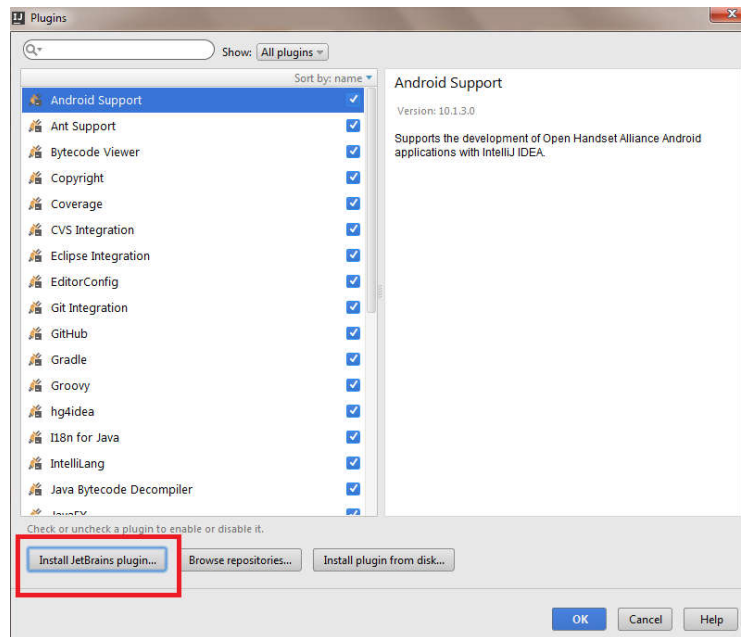 Plugins
Show: All plugins
Sort by: name
Android Support
Ant Support
Bytecode Viewer
Copyright
Coverage
CVS Integration
Eclipse Integration
EditorConfig
Git Integration
GitHub
Gradle
Groovy
hg4idea
I18n for Java
IntelliLang
Java Bytecode Decompiler
JavaFX
Check or uncheck a plugin to enable or disable it.
Install JetBrains plugin... Browse repositories... Install plugin from disk...
Android Support
Version: 10.1.3.0
Supports the development of Open Handset Alliance Android
applications with IntelliJ IDEA.
OK Cancel Help